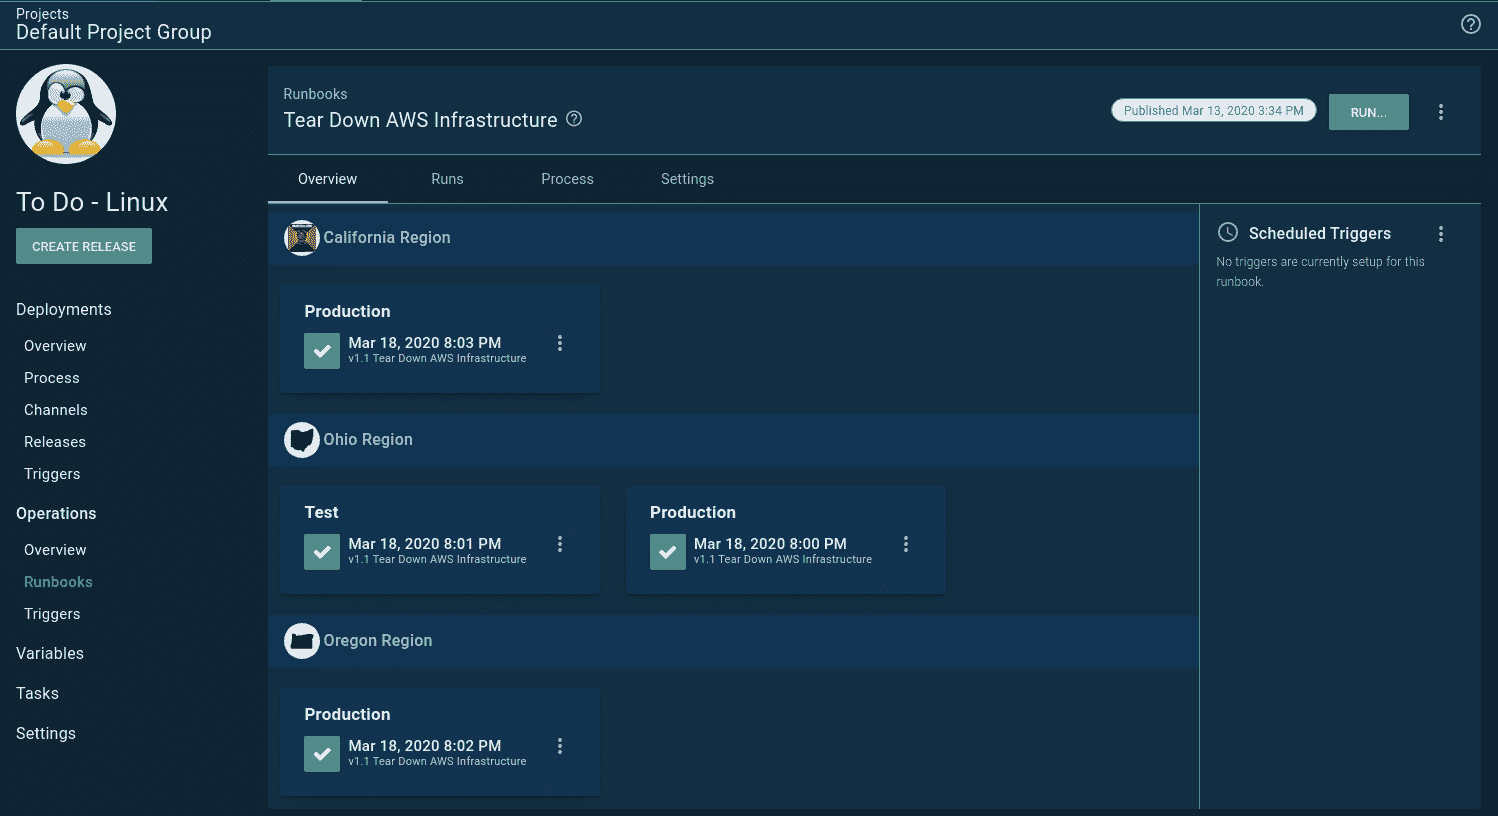 Projects
Default Project Group
To Do - Linux
CREATE RELEASE
Deployments
Overview
Process
Channels
Releases
Triggers
Operations
Overview
Runbooks
Triggers
Variables
Tasks
Settings
Runbooks
Tear Down AWS Infrastructure
Published Mar 13, 2020 3:34 PM
RUN...
Overview
Runs
Process
Settings
California Region
Production
Mar 18, 2020 8:03 PM
v1.1 Tear Down AWS Infrastructure
Ohio Region
Test
Mar 18, 2020 8:01 PM
v1.1 Tear Down AWS Infrastructure
Production
Mar 18, 2020 8:00 PM
v1.1 Tear Down AWS Infrastructure
Oregon Region
Production
Mar 18, 2020 8:02 PM
v1.1 Tear Down AWS Infrastructure
Scheduled Triggers
No triggers are currently setup for this
runbook.